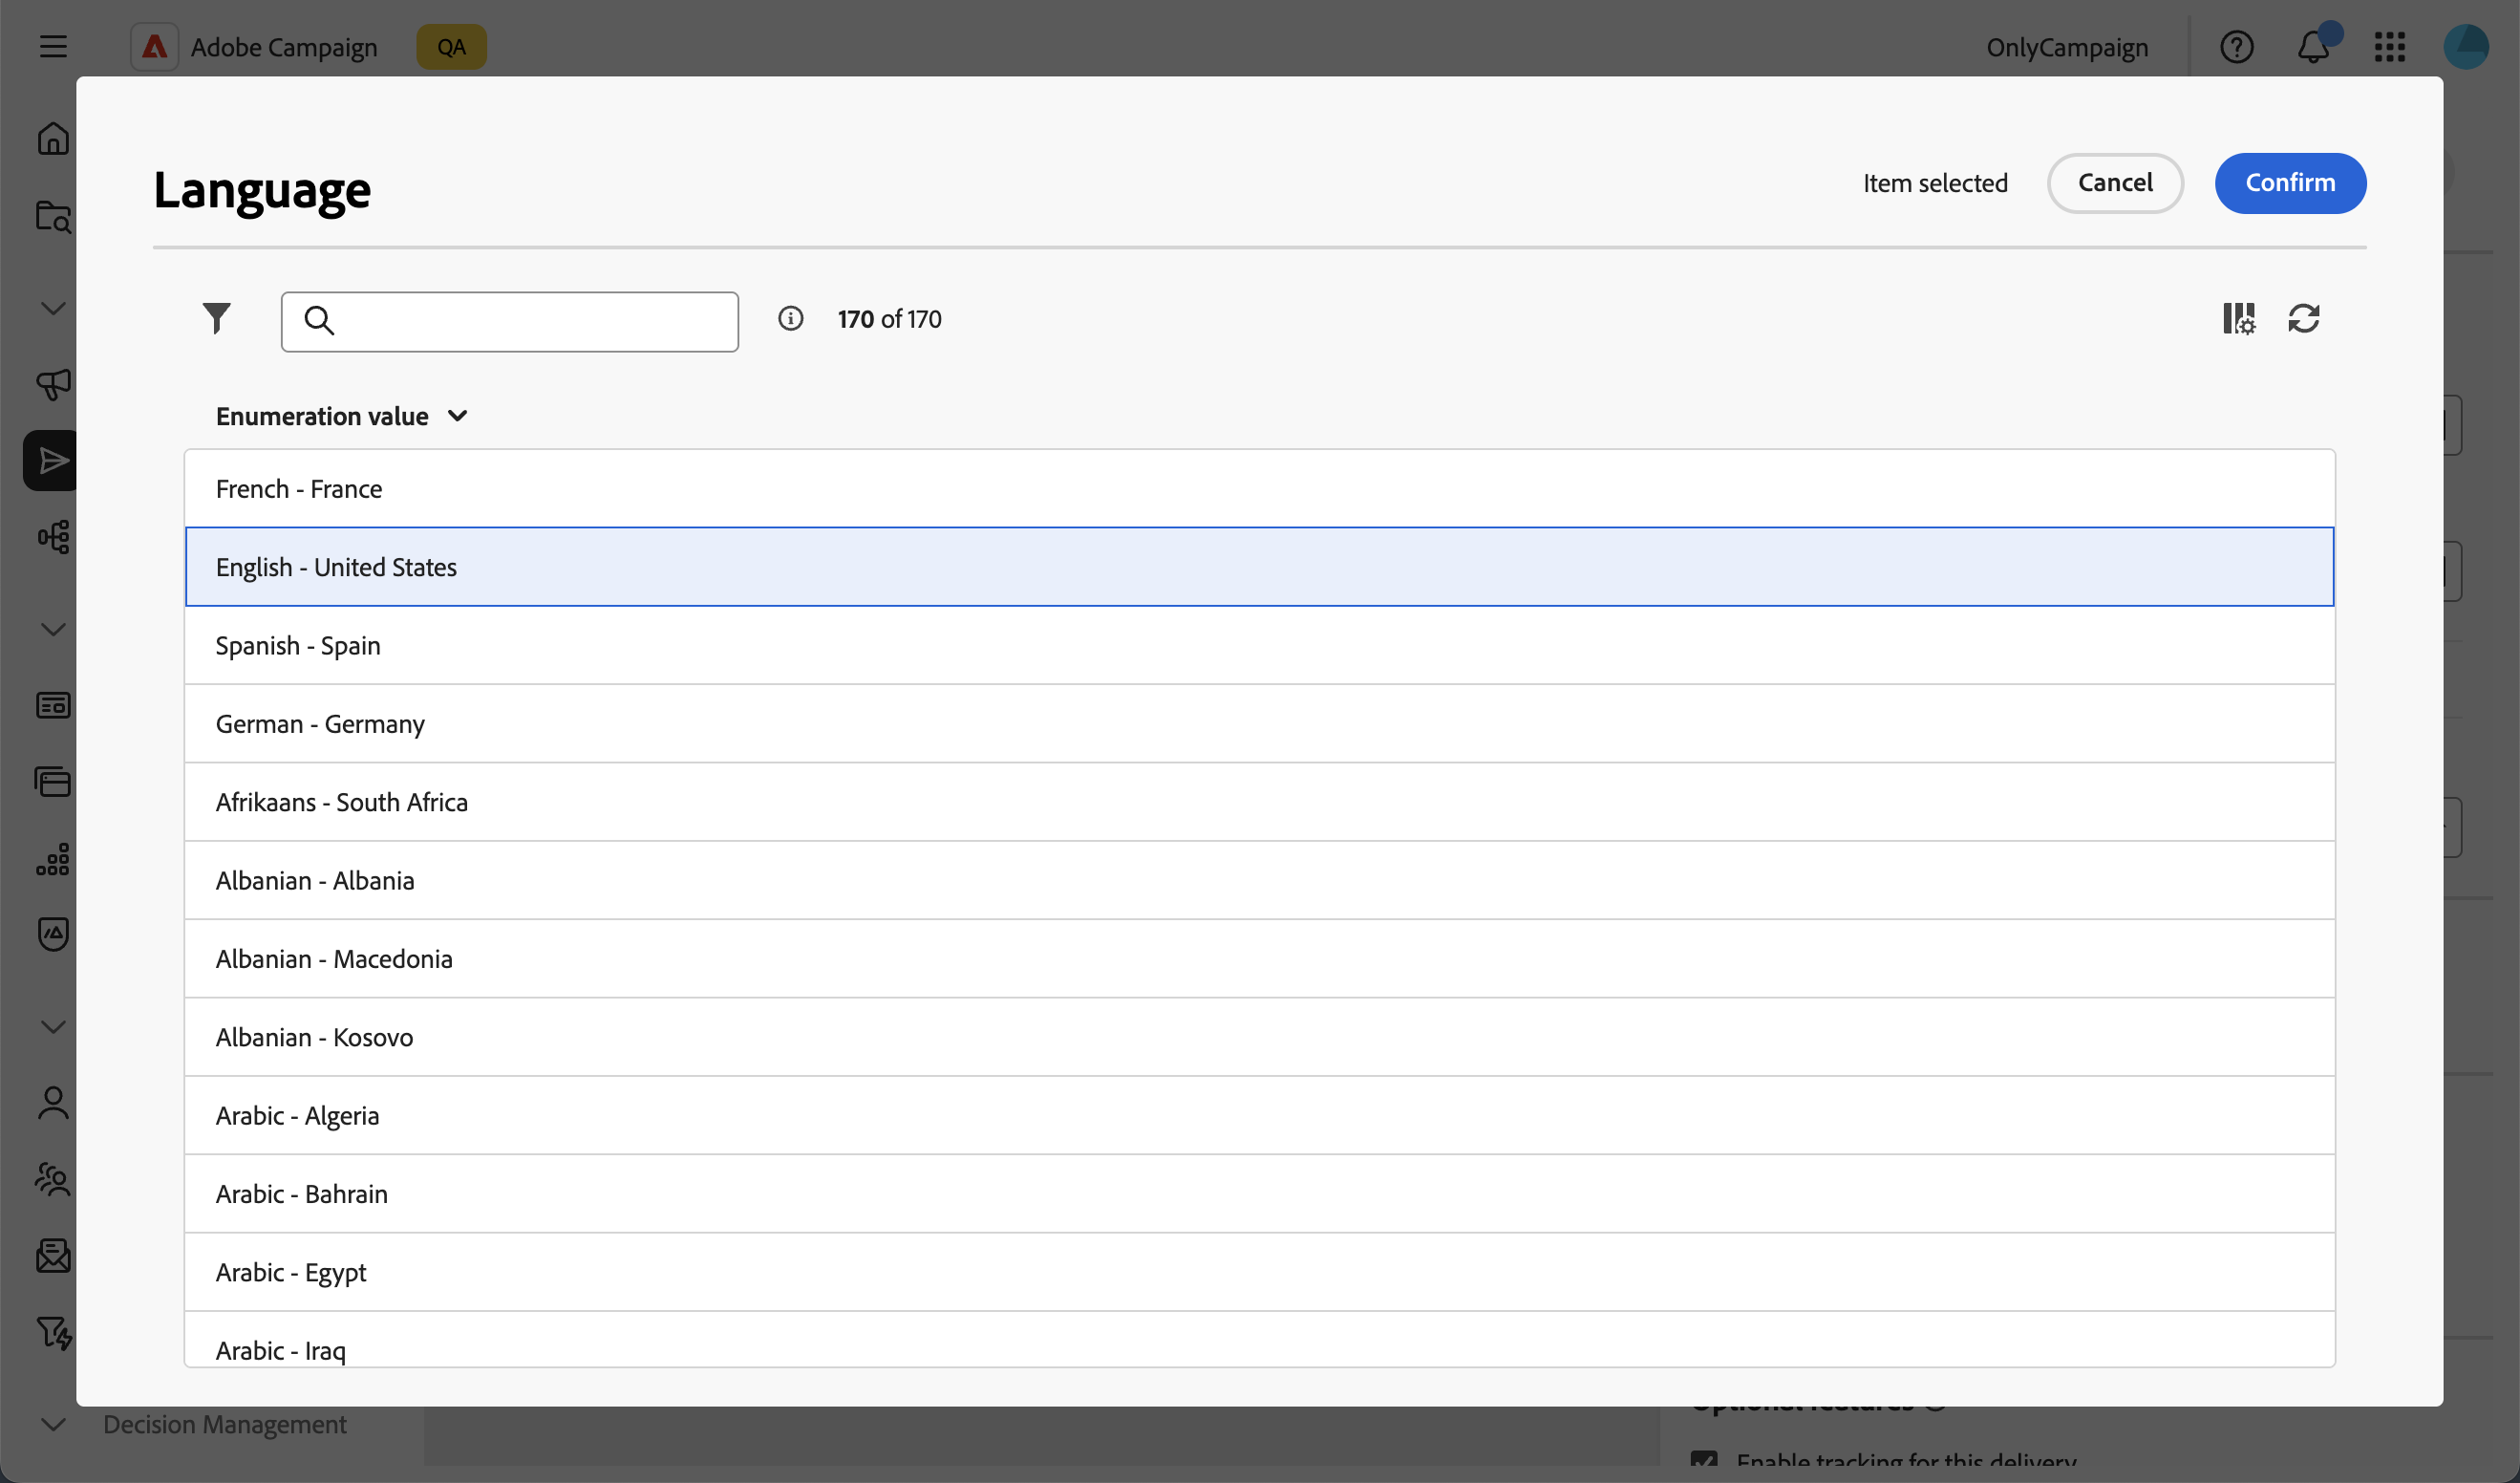 Adobe Campaign
QA
OnlyCampaign
Language
Item selected
Cancel
Confirm
170 of 170
Enumeration value
French - France
English - United States
Spanish - Spain
German - Germany
Afrikaans - South Africa
Albanian - Albania
Albanian - Macedonia
Albanian - Kosovo
Arabic - Algeria
Arabic - Bahrain
Arabic - Egypt
Arabic - Iraq
Optional features
Decision Management
Enable tracking for this delivery